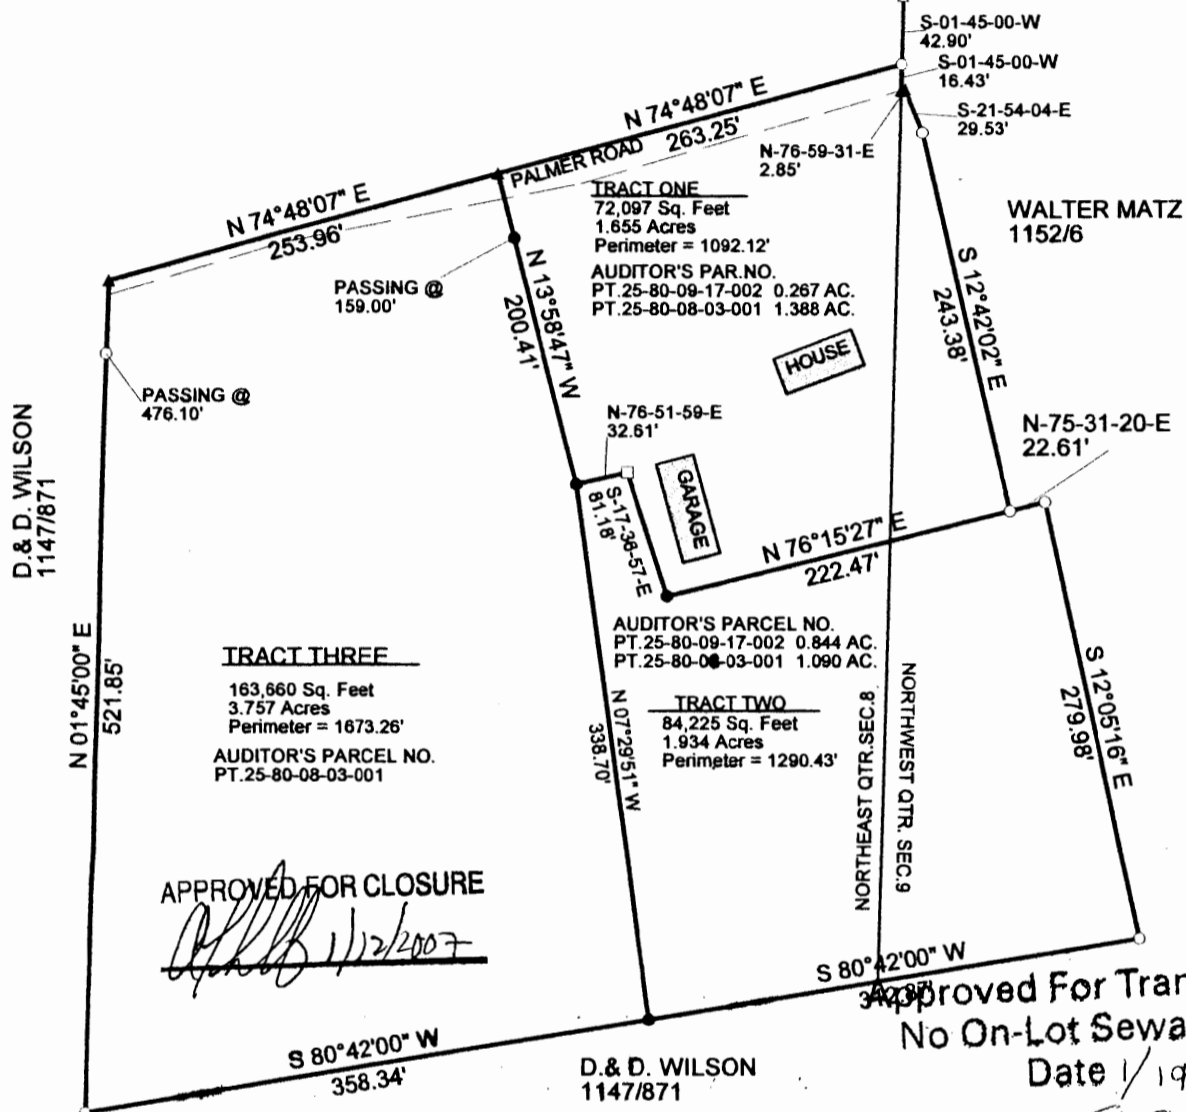 S-01-45-00-W
42.90'
S-01-45-00-W
16.43'
S-21-54-04-E
29.53'
N 74°48'07" E
263.25'
PALMER ROAD
N-76-59-31-E
2.85'
N 74°48'07" E
253.96'
TRACT ONE
72,097 Sq. Feet
1.655 Acres
Perimeter = 1092.12'
AUDITOR'S PAR.NO.
PT.25-80-09-17-002 0.267 AC.
PT.25-80-08-03-001 1.388 AC.
WALTER MATZ
1152/6
PASSING @
159.00'
N 13°58'47" W
200.41'
S 12°42'02" E
243.38'
HOUSE
PASSING @
476.10'
N-76-51-59-E
32.61'
N-75-31-20-E
22.61'
D.& D. WILSON
1147/871
GARAGE
S-17-36-57-E
81.18'
N 76°15'27" E
222.47'
AUDITOR'S PARCEL NO.
PT.25-80-09-17-002 0.844 AC.
PT.25-80-08-03-001 1.090 AC.
N 01°45'00" E
521.85'
TRACT THREE
163,660 Sq. Feet
3.757 Acres
Perimeter = 1673.26'
AUDITOR'S PARCEL NO.
PT.25-80-08-03-001
N 07°29'51" W
338.70'
TRACT TWO
84,225 Sq. Feet
1.934 Acres
Perimeter = 1290.43'
NORTHEAST QTR.SEC.8
NORTHWEST QTR. SEC.9
S 12°05'16" E
279.98'
APPROVED FOR CLOSURE
1/12/2007
S 80°42'00" W
Approved For Tran
No On-Lot Sewa
Date 1/19
S 80°42'00" W
358.34'
D.& D. WILSON
1147/871